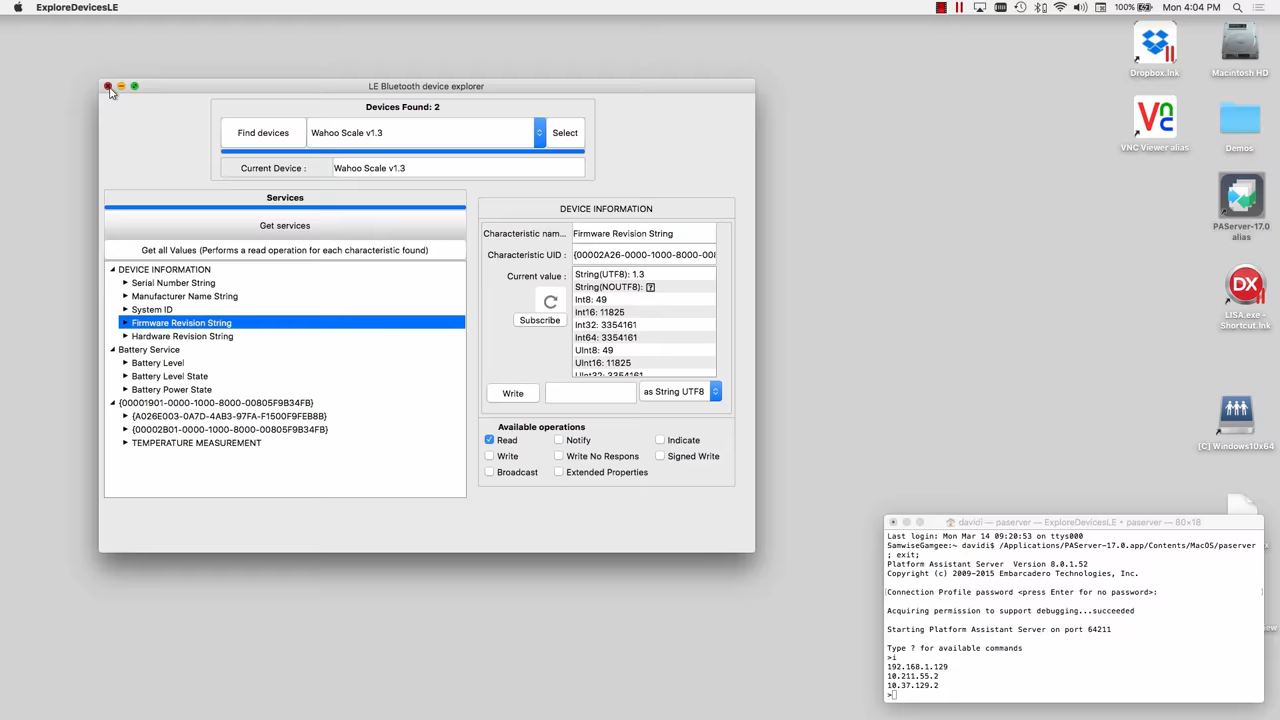 ExploreDevicesLE
100%
Mon 4:04 PM
LE Bluetooth device explorer
Devices Found: 2
Find devices
Wahoo Scale v1.3
Select
Current Device :
Wahoo Scale v1.3
Services
Get services
Get all Values (Performs a read operation for each characteristic found)
DEVICE INFORMATION
Serial Number String
Manufacturer Name String
System ID
Firmware Revision String
Hardware Revision String
Battery Service
Battery Level
Battery Level State
Battery Power State
{00001901-0000-1000-8000-00805F9B34FB}
{A026E003-0A7D-4AB3-97FA-F1500F9FEB8B}
{00002B01-0000-1000-8000-00805F9B34FB}
TEMPERATURE MEASUREMENT
DEVICE INFORMATION
Characteristic nam...
Firmware Revision String
Characteristic UID :
{00002A26-0000-1000-8000-008
Current value :
String(UTF8): 1.3
String(NOUTF8): 
Int8: 49
Int16: 11825
Int32: 3354161
Int64: 3354161
UInt8: 49
UInt16: 11825
UInt32: 3354161
Subscribe
Write
as String UTF8
Available operations
Read
Notify
Indicate
Write
Write No Respons
Signed Write
Broadcast
Extended Properties
Dropbox.lnk
Macintosh HD
VNC Viewer alias
Demos
PAServer-17.0
alias
DX
LISA.exe -
Shortcut.lnk
[C] Windows10x64
davidi — paserver — ExploreDevicesLE • paserver — 80×18
Last login: Mon Mar 14 09:20:53 on ttys000
SamwiseGamgee:~ davidi$ /Applications/PAServer-17.0.app/Contents/MacOS/paserver
; exit;
Platform Assistant Server  Version 8.0.1.52
Copyright (c) 2009-2015 Embarcadero Technologies, Inc.
Connection Profile password <press Enter for no password>:
Acquiring permission to support debugging...succeeded
Starting Platform Assistant Server on port 64211
Type ? for available commands
>i
192.168.1.129
10.211.55.2
10.37.129.2
>